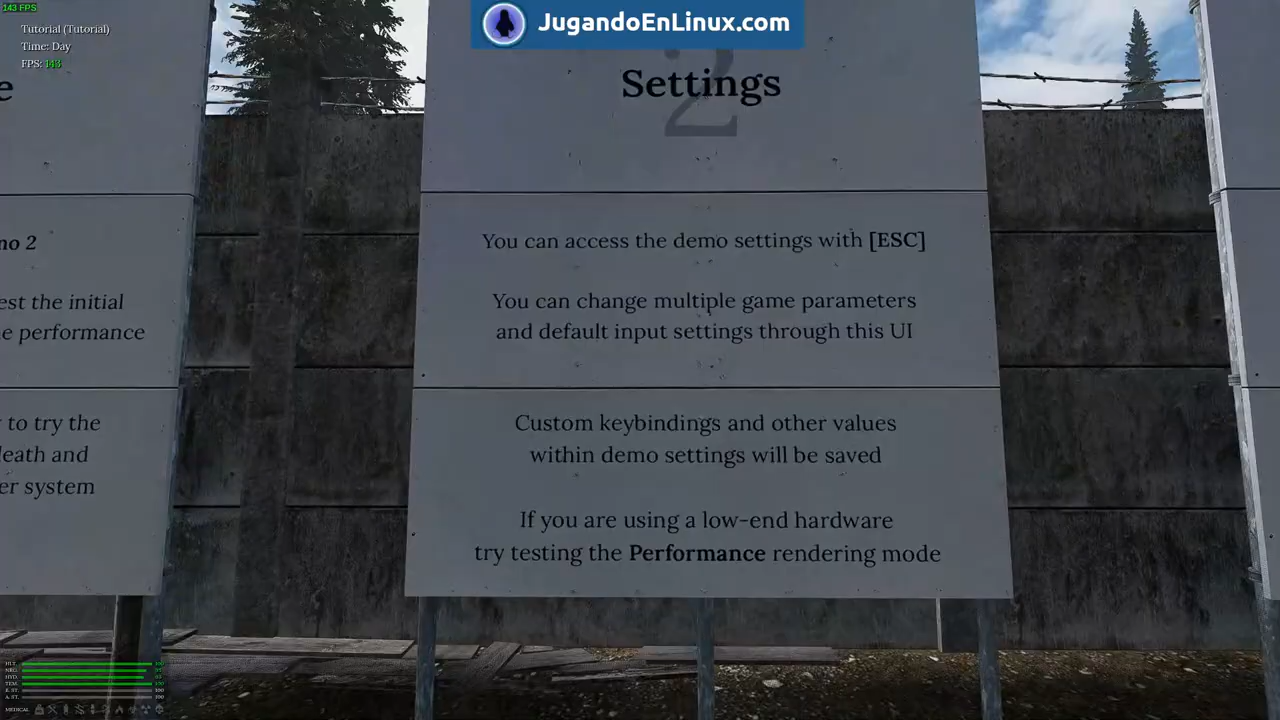 143 FPS
Tutorial (Tutorial)
Time: Day
FPS: 143
JugandoEnLinux.com
e
no 2
est the initial
e performance
to try the
eath and
er system
2
Settings
You can access the demo settings with [ESC]
You can change multiple game parameters
and default input settings through this UI
Custom keybindings and other values
within demo settings will be saved
If you are using a low-end hardware
try testing the Performance rendering mode
MEDICAL